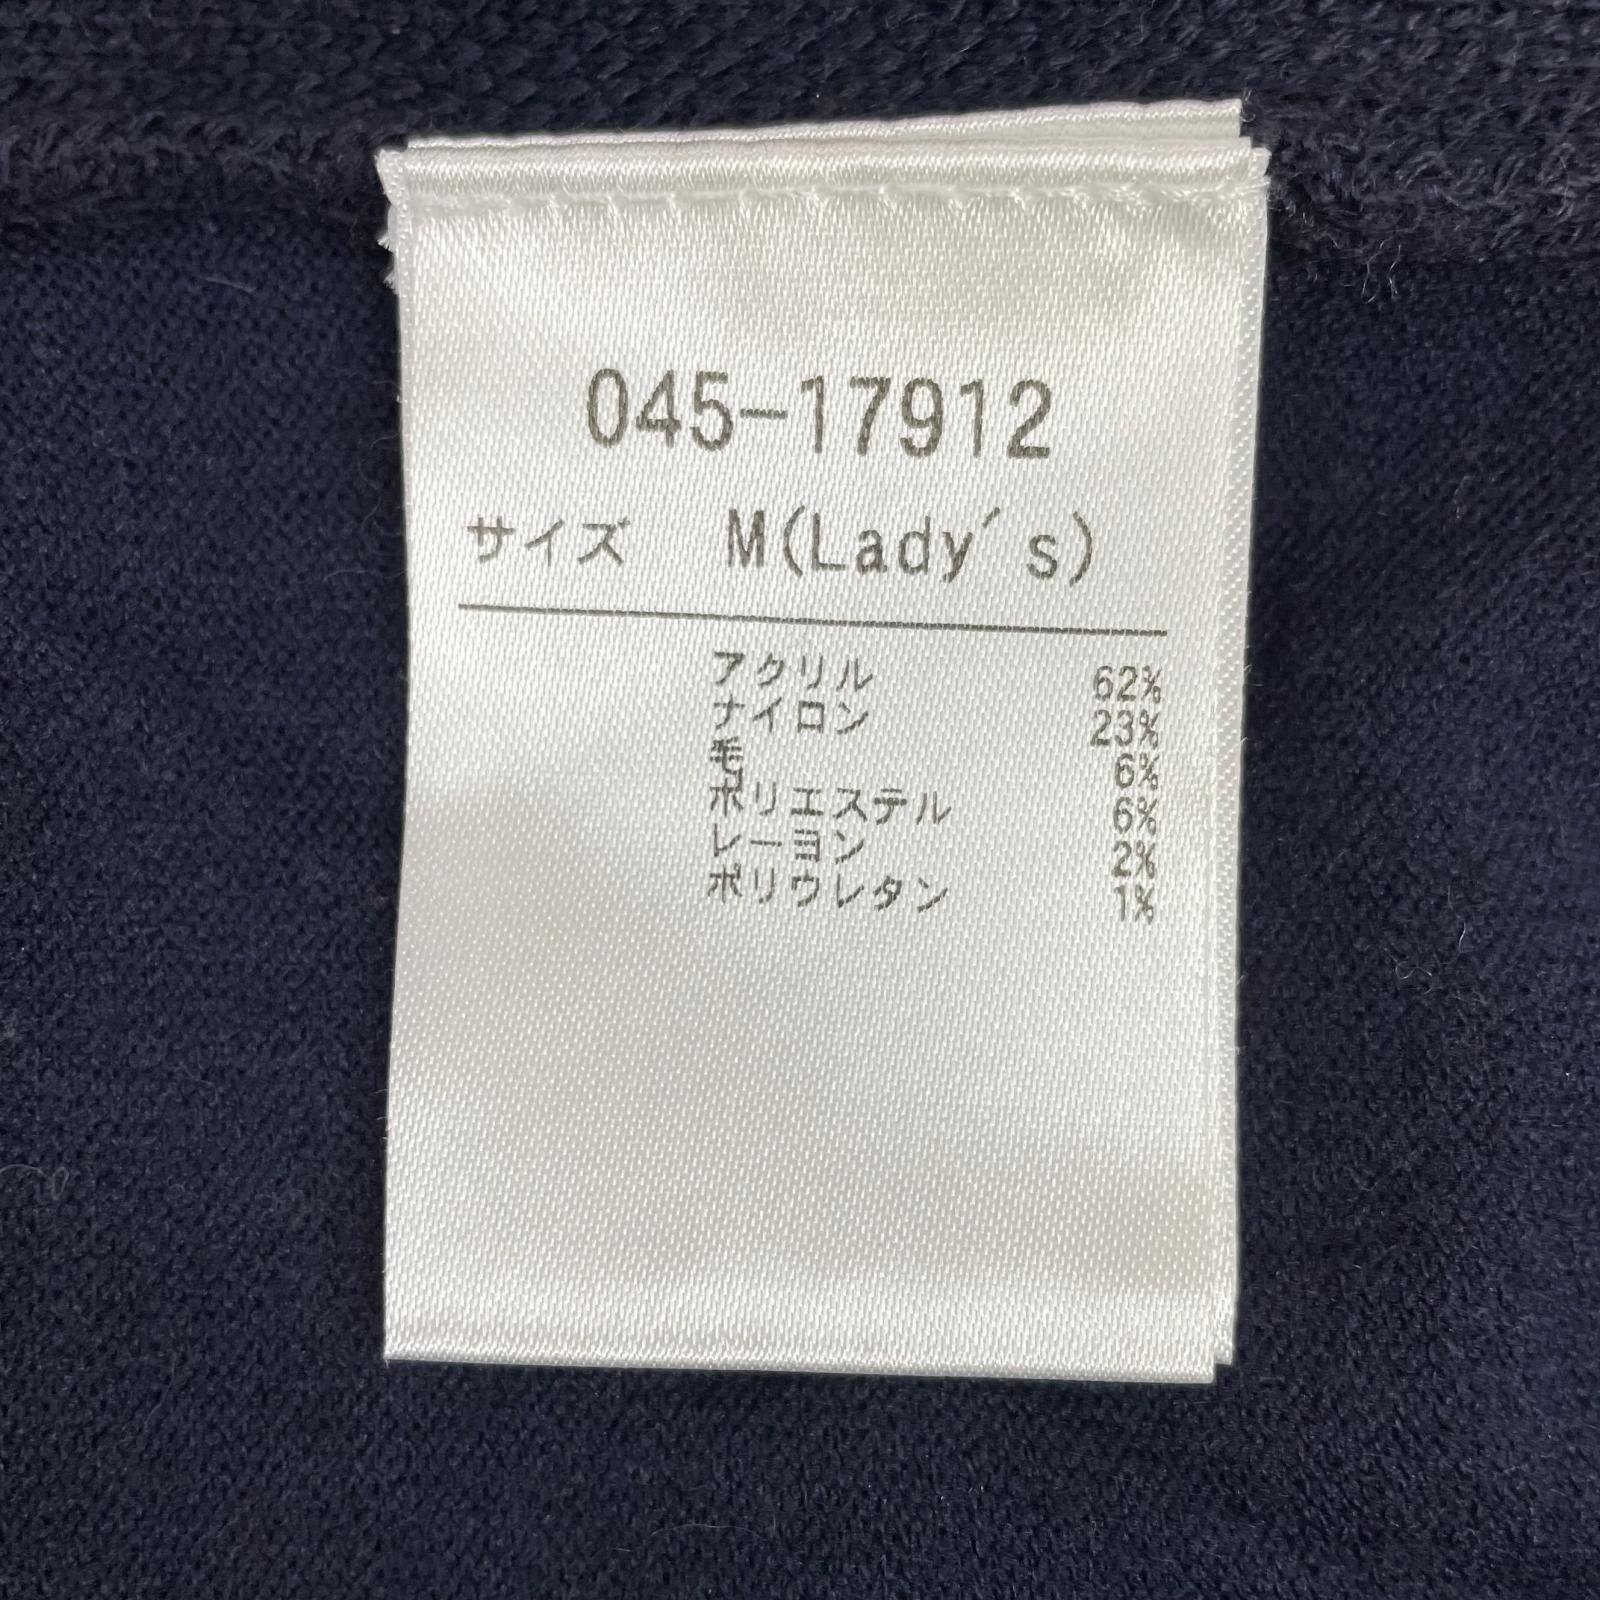 045-17912
サイズ M(Lady's)
アクリル 62%
ナイロン 23%
毛 6%
ポリエステル 6%
レーヨン 2%
ポリウレタン 1%